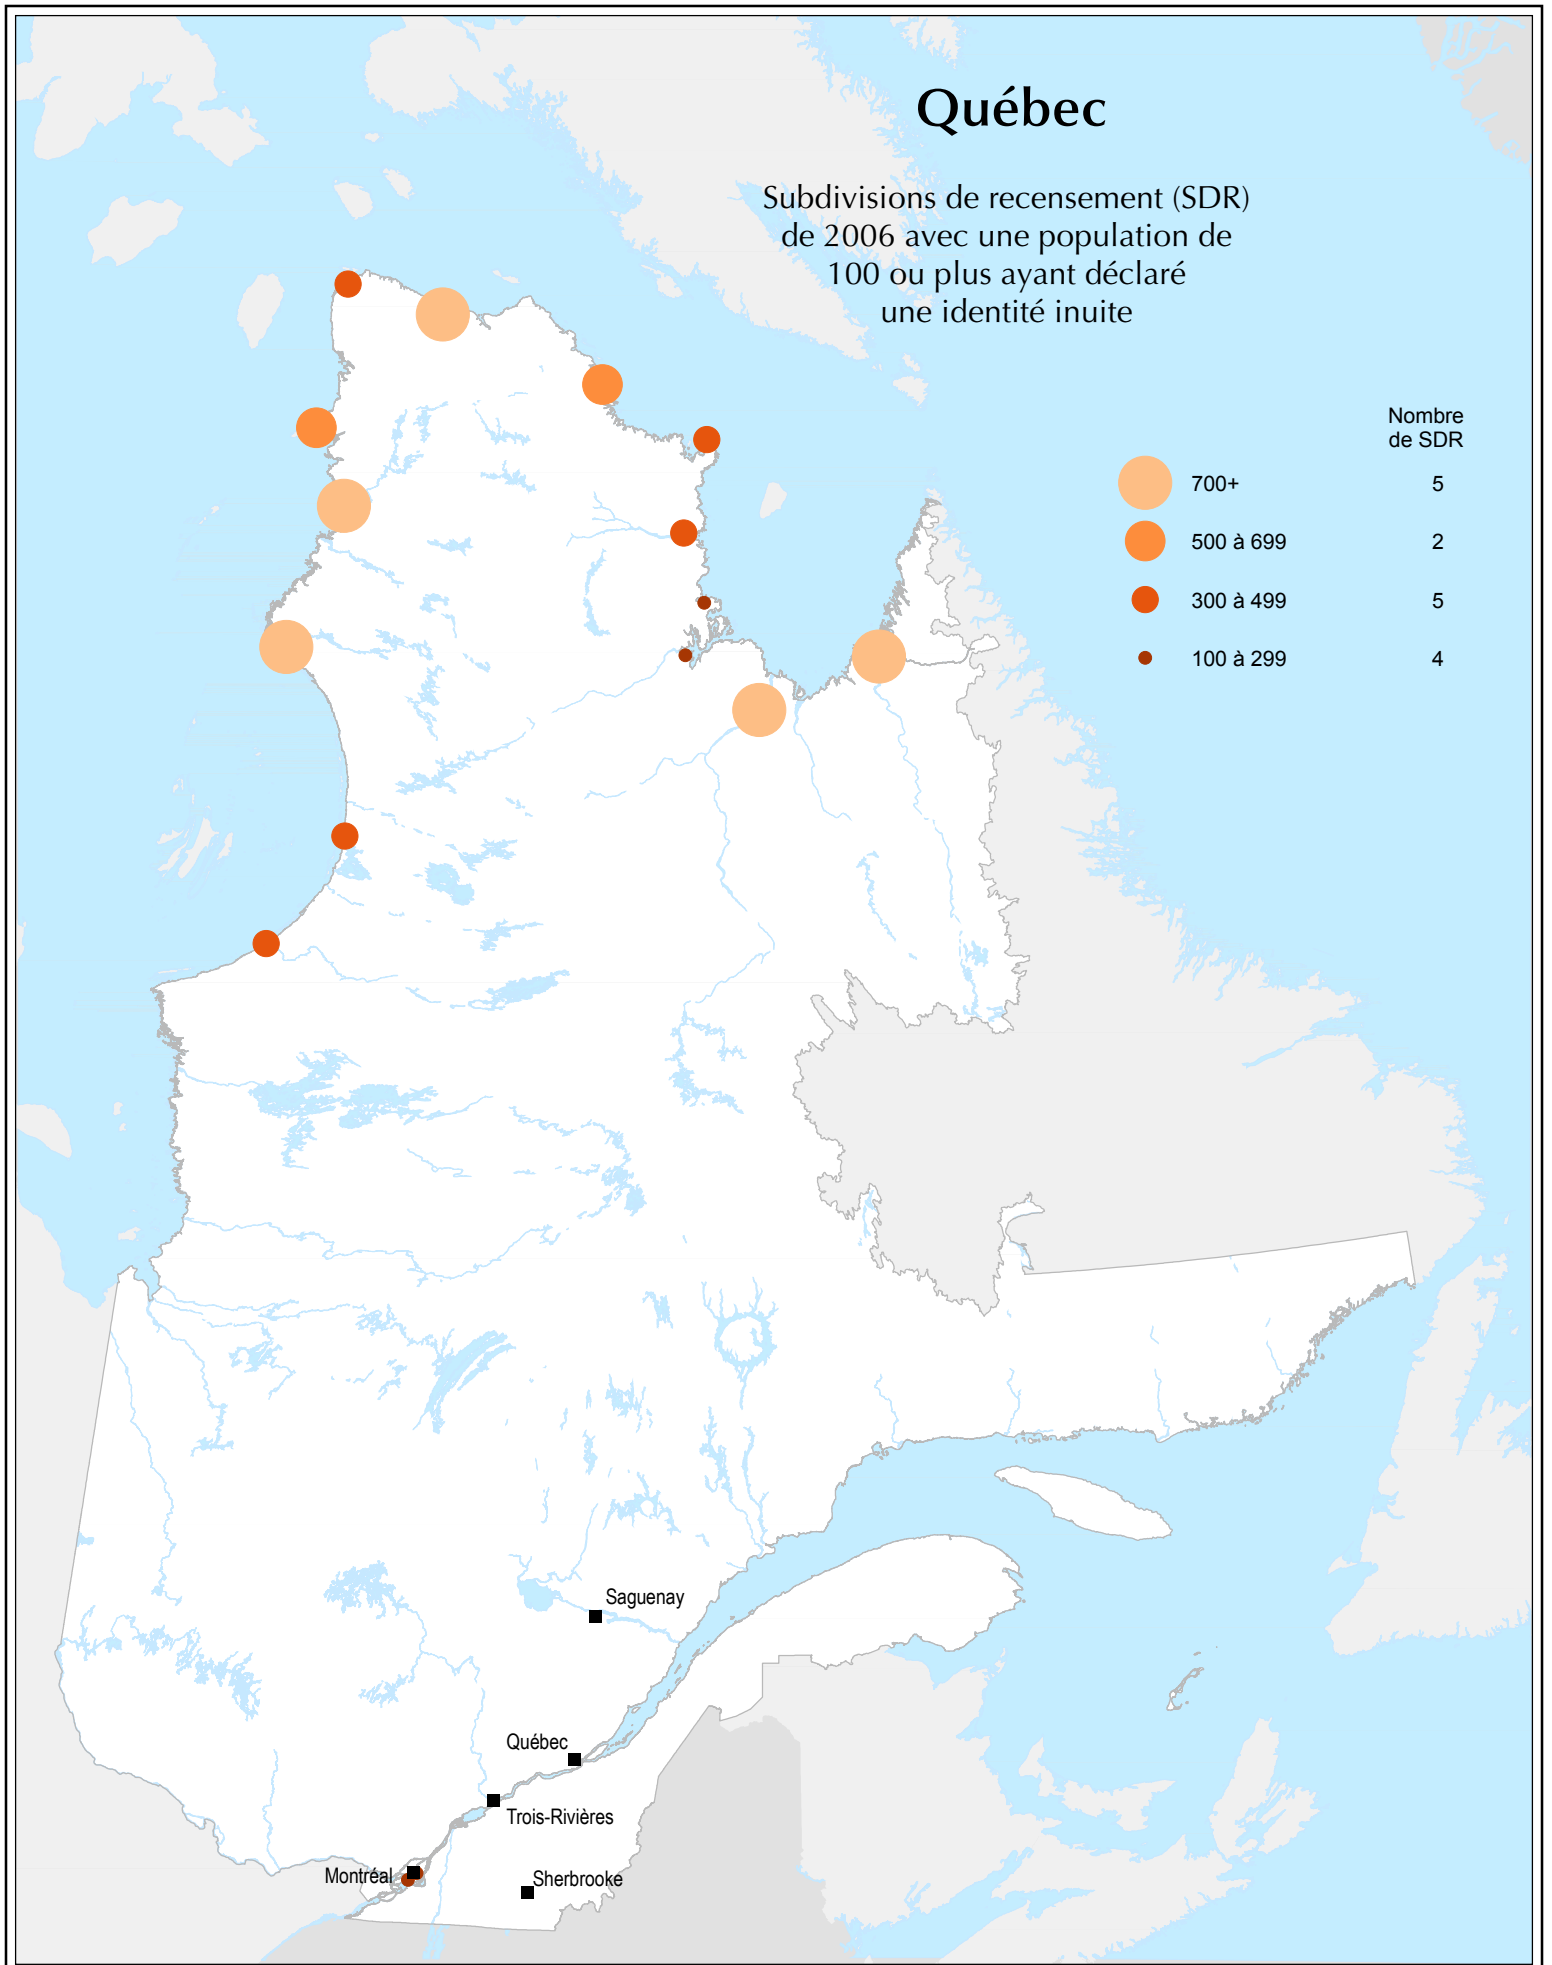 Québec
Subdivisions de recensement (SDR)
de 2006 avec une population de
100 ou plus ayant déclaré
une identité inuite
Nombre
de SDR
700+ 5
500 à 699 2
300 à 499 5
100 à 299 4
Saguenay
Québec
Trois-Rivières
Montréal
Sherbrooke